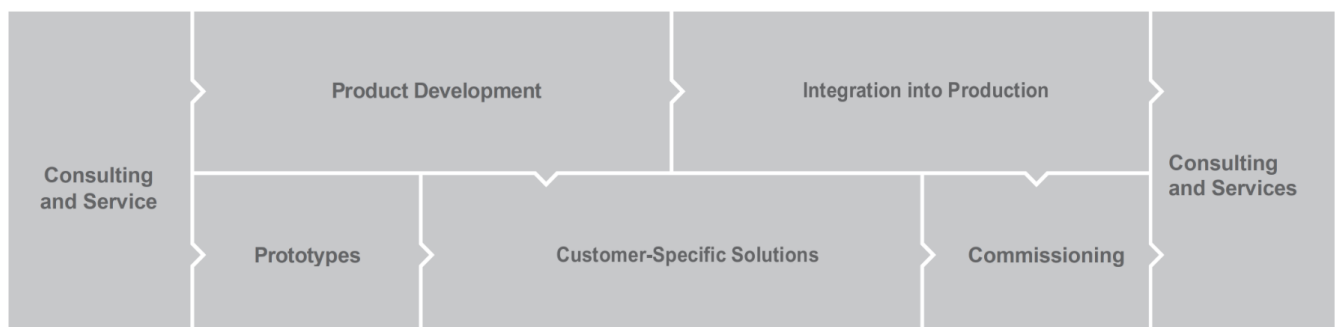 Consulting
and Service
Product Development
Integration into Production
Prototypes
Customer-Specific Solutions
Commissioning
Consulting
and Services